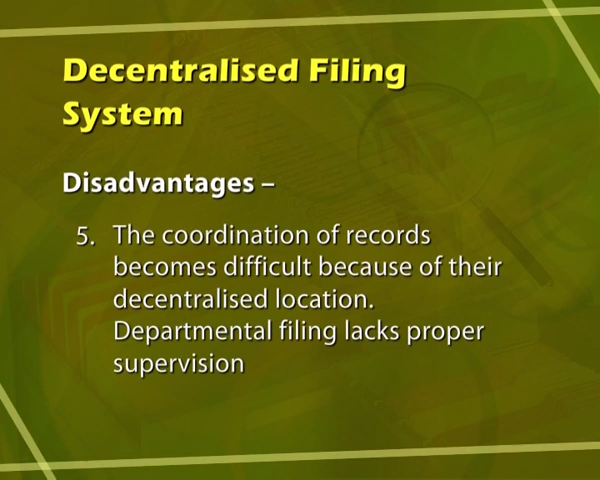 Decentralised Filing
System
Disadvantages –
5. The coordination of records
becomes difficult because of their
decentralised location.
Departmental filing lacks proper
supervision